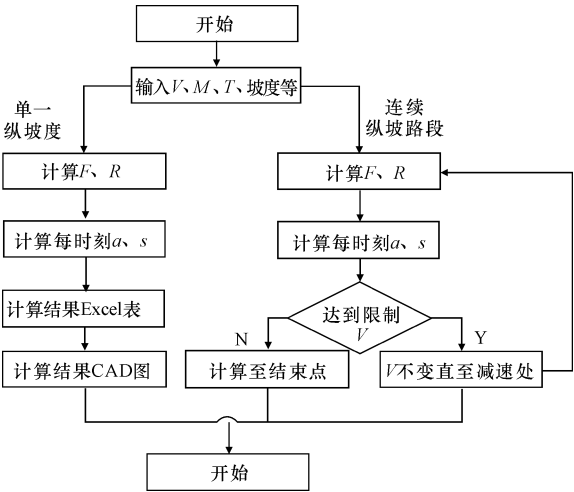 开始
输入V、M、T、坡度等
单一
纵坡度
连续
纵坡路段
计算F、R
计算F、R
计算每时刻a、s
计算每时刻a、s
计算结果Excel表
达到限制
V
N
Y
计算结果CAD图
计算至结束点
V不变直至减速处
开始